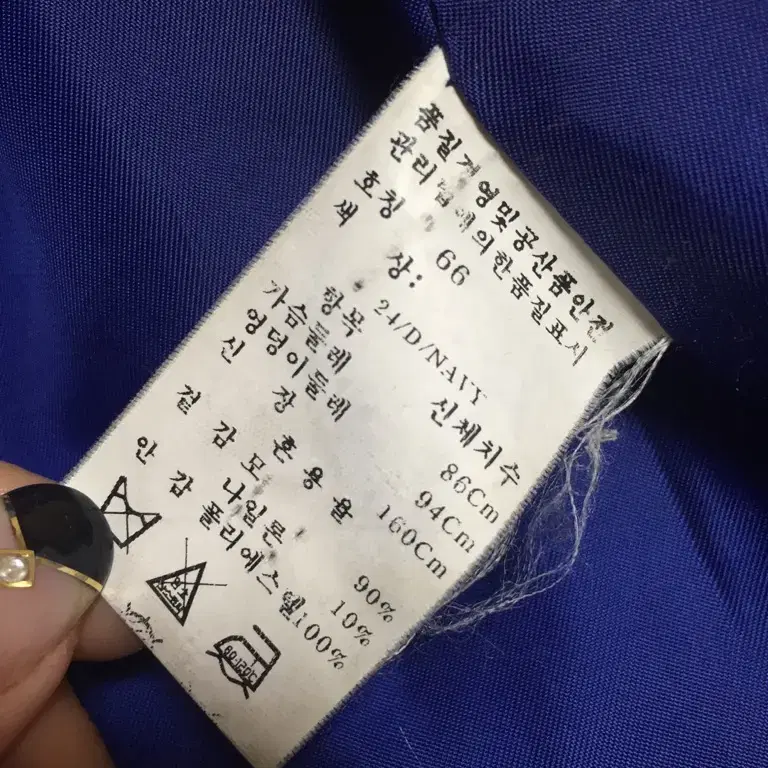 품질경영및공산품안전
관리법에의한품질표시
호칭 : 66
색 상: 24/D/NAVY
항목 신체치수
가슴둘레 86Cm
엉덩이둘레 94Cm
신 장 160Cm
혼 용 율
겉 감 모 90%
나일론 10%
안 감 폴리에스텔100%
80-120℃